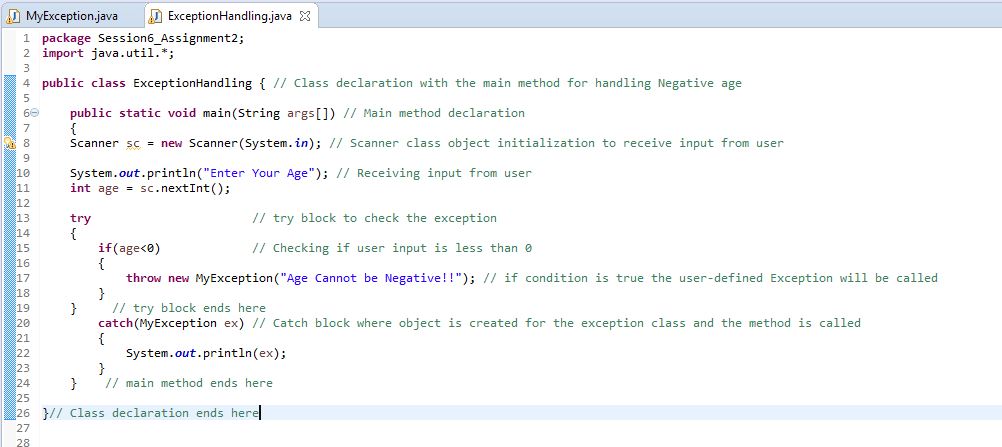 MyException.java ExceptionHandling.java
1 package Session6_Assignment2;
2 import java.util.*;
3
4 public class ExceptionHandling { // Class declaration with the main method for handling Negative age
5
6 public static void main(String args[]) // Main method declaration
7 {
8 Scanner sc = new Scanner(System.in); // Scanner class object initialization to receive input from user
9
10 System.out.println("Enter Your Age"); // Receiving input from user
11 int age = sc.nextInt();
12
13 try // try block to check the exception
14 {
15 if(age<0) // Checking if user input is less than 0
16 {
17 throw new MyException("Age Cannot be Negative!!"); // if condition is true the user-defined Exception will be called
18 }
19 } // try block ends here
20 catch(MyException ex) // Catch block where object is created for the exception class and the method is called
21 {
22 System.out.println(ex);
23 }
24 } // main method ends here
25
26 }// Class declaration ends here
27
28